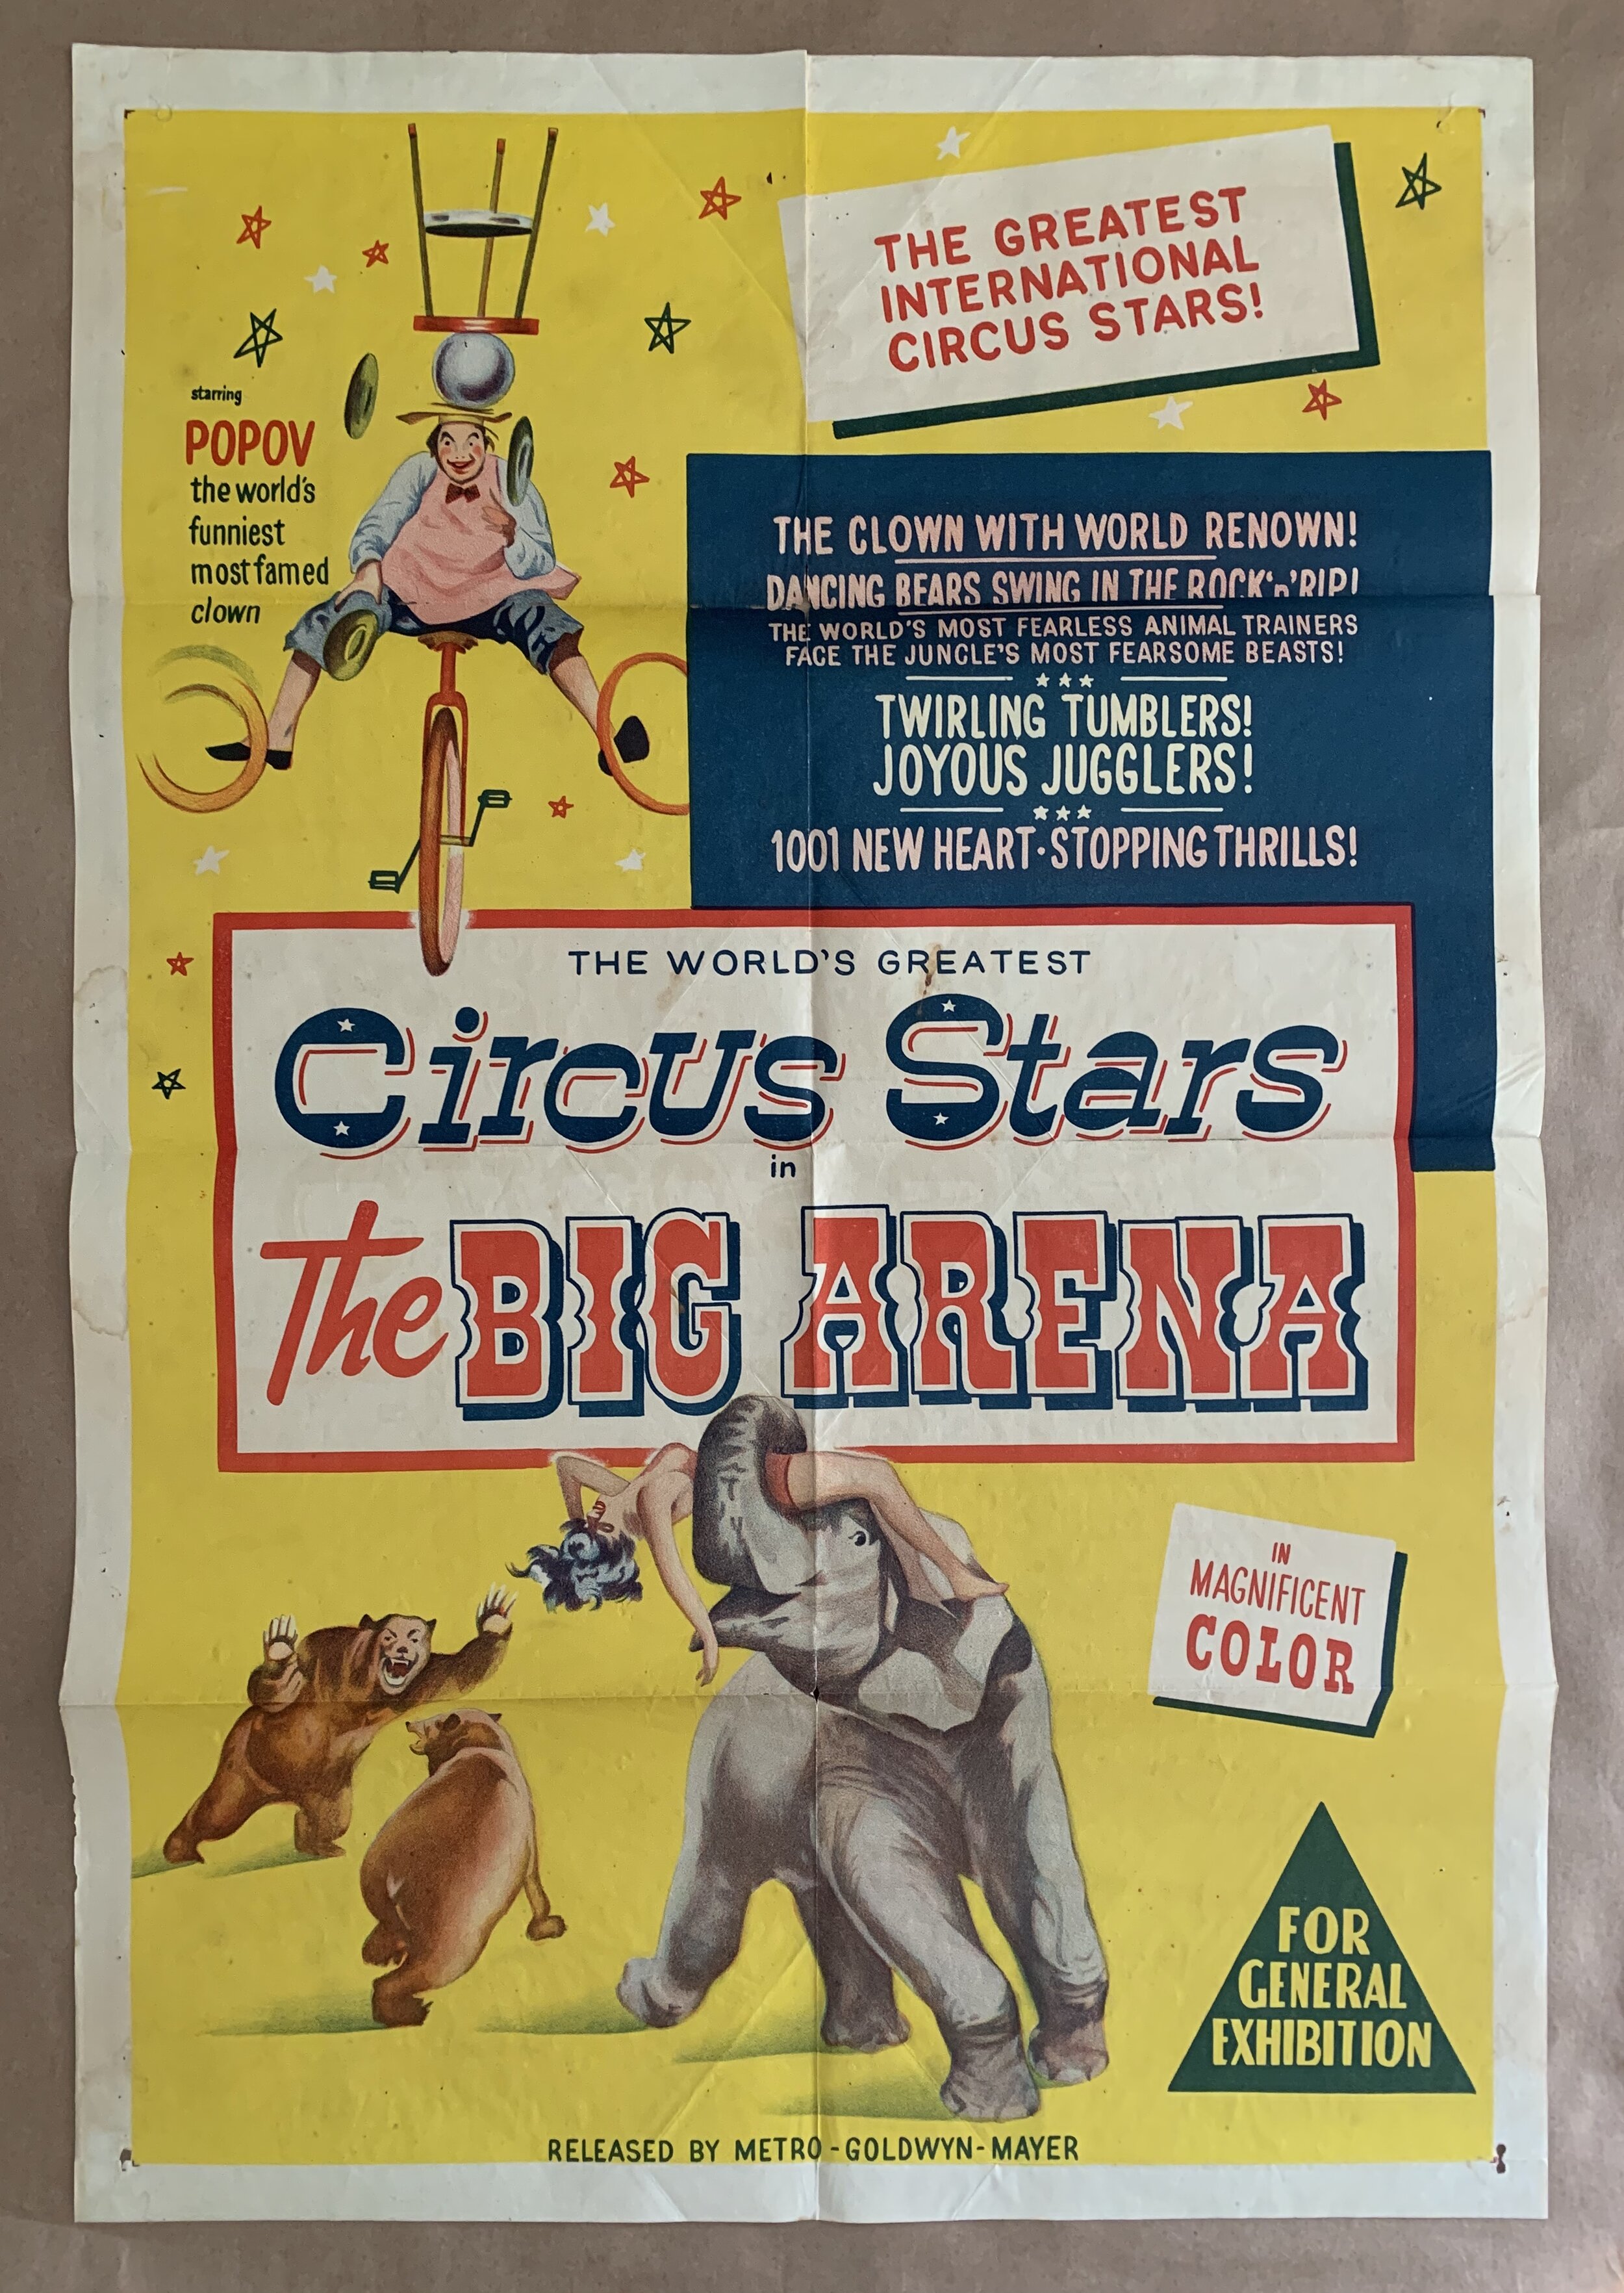 THE GREATEST
INTERNATIONAL
CIRCUS STARS!
starring
POPOV
the world's
funniest
most famed
clown
THE CLOWN WITH WORLD RENOWN!
DANCING BEARS SWING IN THE ROCK'n'RIP!
THE WORLD'S MOST FEARLESS ANIMAL TRAINERS
FACE THE JUNGLE'S MOST FEARSOME BEASTS!
TWIRLING TUMBLERS!
JOYOUS JUGGLERS!
1001 NEW HEART-STOPPING THRILLS!
THE WORLD'S GREATEST
Circus Stars
in
The BIG ARENA
IN
MAGNIFICENT
COLOR
FOR
GENERAL
EXHIBITION
RELEASED BY METRO-GOLDWYN-MAYER